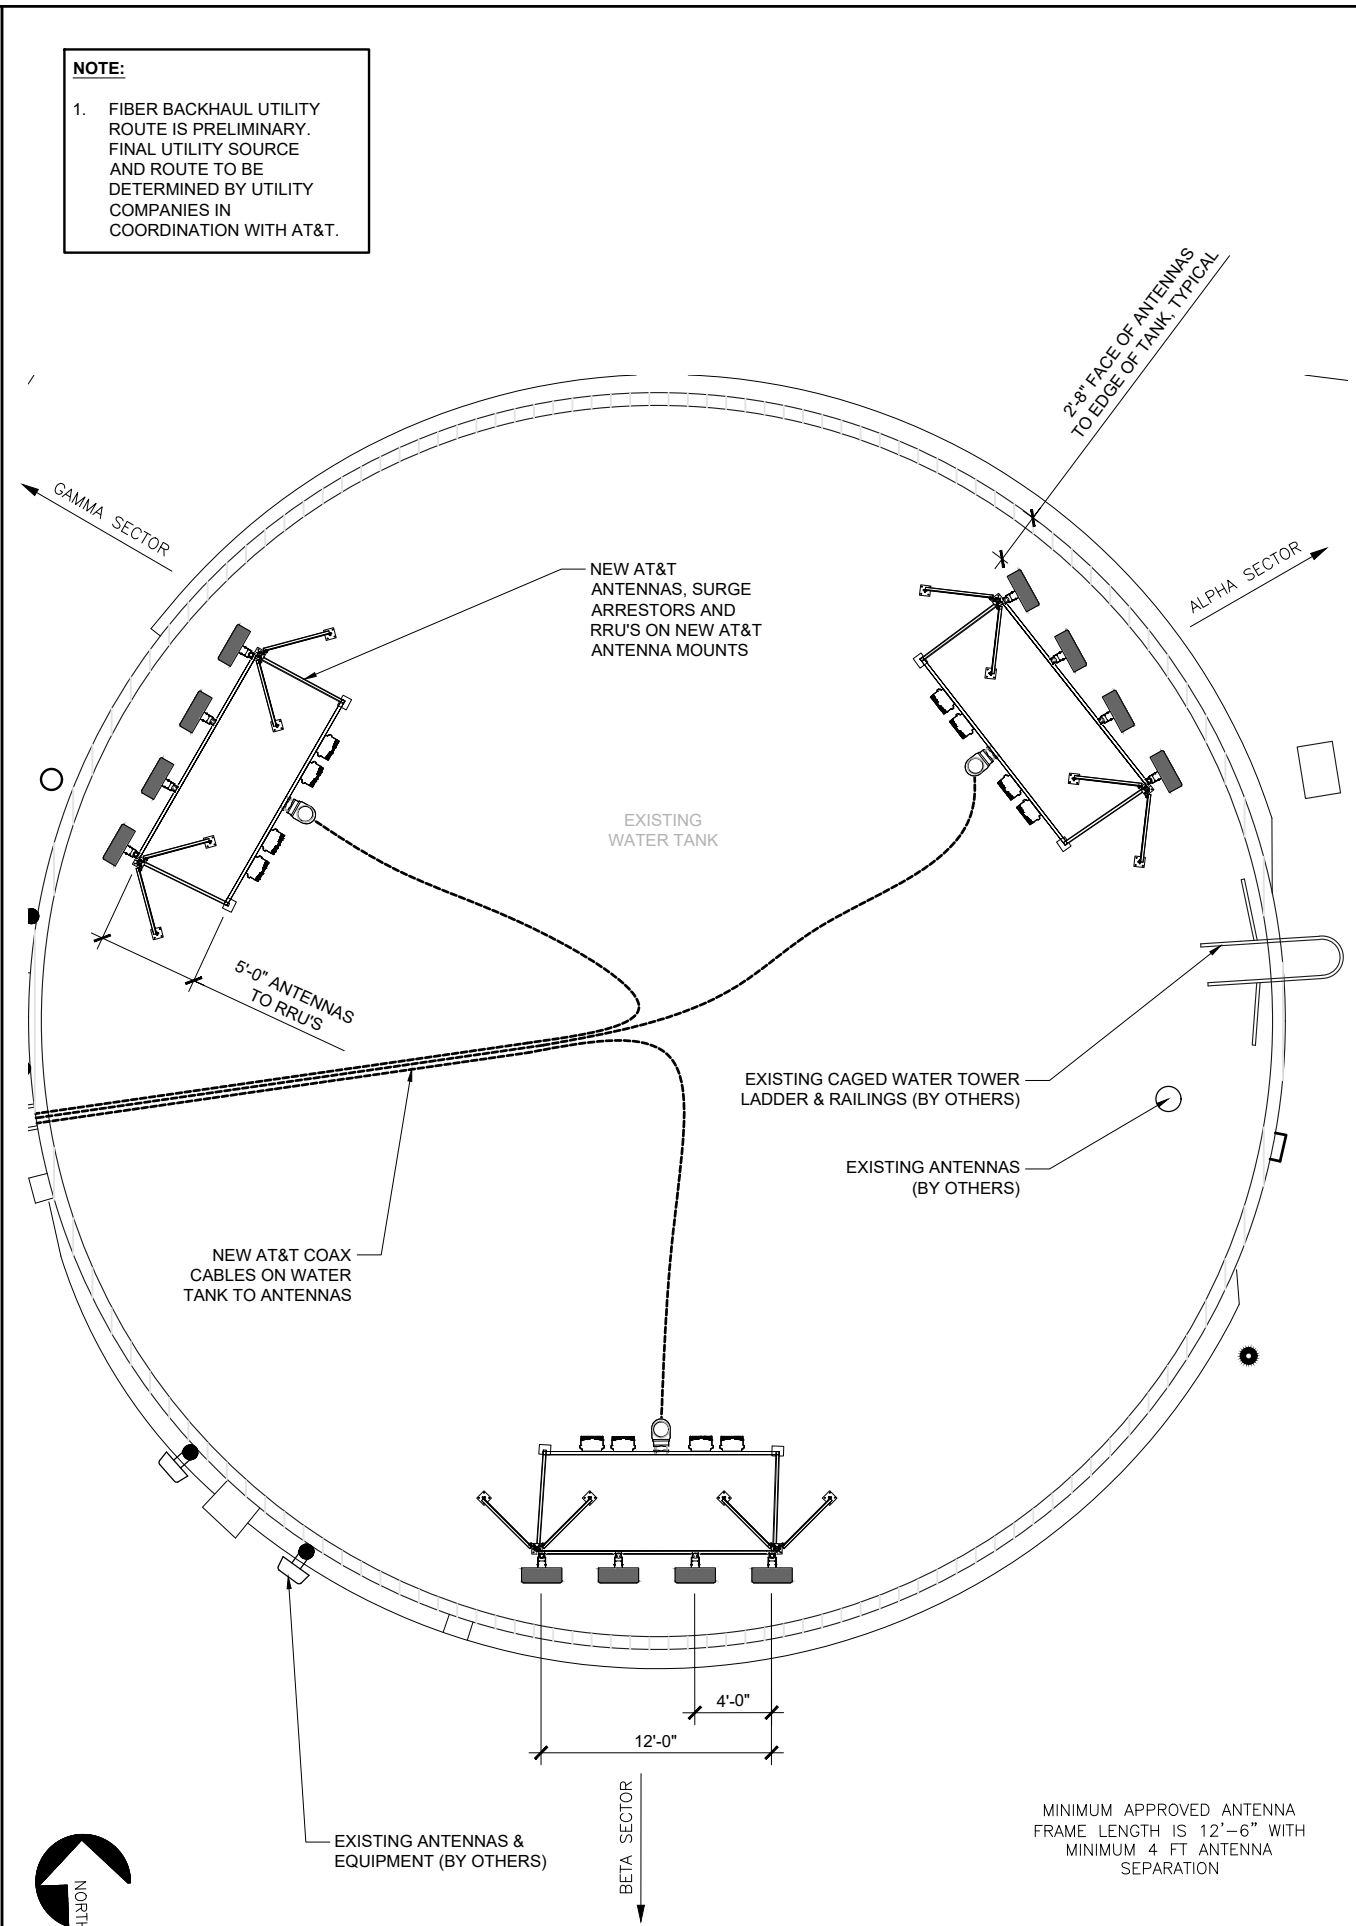 NOTE:
1. FIBER BACKHAUL UTILITY
ROUTE IS PRELIMINARY.
FINAL UTILITY SOURCE
AND ROUTE TO BE
DETERMINED BY UTILITY
COMPANIES IN
COORDINATION WITH AT&T.
2'-8" FACE OF ANTENNAS
TO EDGE OF TANK, TYPICAL
GAMMA SECTOR
ALPHA SECTOR
NEW AT&T
ANTENNAS, SURGE
ARRESTORS AND
RRU'S ON NEW AT&T
ANTENNA MOUNTS
EXISTING
WATER TANK
5'-0" ANTENNAS
TO RRU'S
EXISTING CAGED WATER TOWER
LADDER & RAILINGS (BY OTHERS)
EXISTING ANTENNAS
(BY OTHERS)
NEW AT&T COAX
CABLES ON WATER
TANK TO ANTENNAS
4'-0"
12'-0"
BETA SECTOR
EXISTING ANTENNAS &
EQUIPMENT (BY OTHERS)
MINIMUM APPROVED ANTENNA
FRAME LENGTH IS 12'-6" WITH
MINIMUM 4 FT ANTENNA
SEPARATION
NORTH